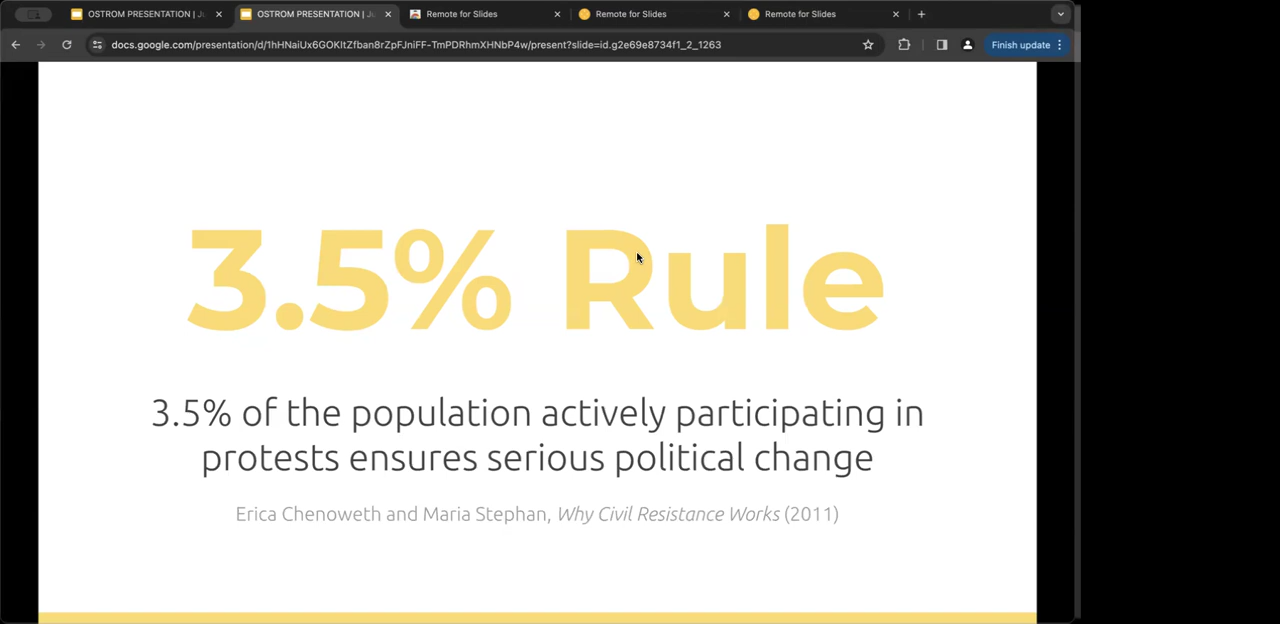 OSTROM PRESENTATION | Ju
OSTROM PRESENTATION | Ju
Remote for Slides
Remote for Slides
Remote for Slides
docs.google.com/presentation/d/1hHNaiUx6GOKItZfban8rZpFJniFF-TmPDRhmXHNbP4w/present?slide=id.g2e69e8734f1_2_1263
Finish update
3.5% Rule
3.5% of the population actively participating in
protests ensures serious political change
Erica Chenoweth and Maria Stephan, Why Civil Resistance Works (2011)